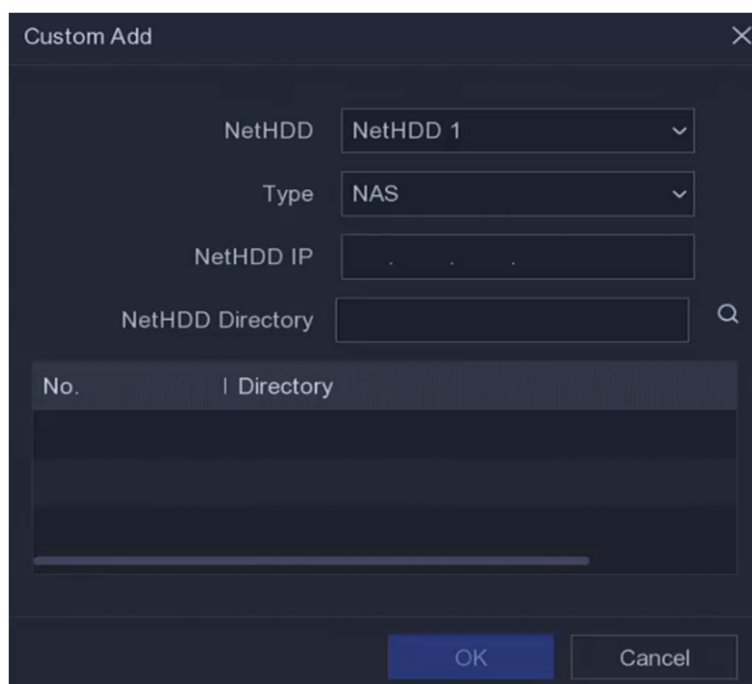 Custom Add
NetHDD NetHDD 1
Type NAS
NetHDD IP . . .
NetHDD Directory
No. Directory
OK Cancel